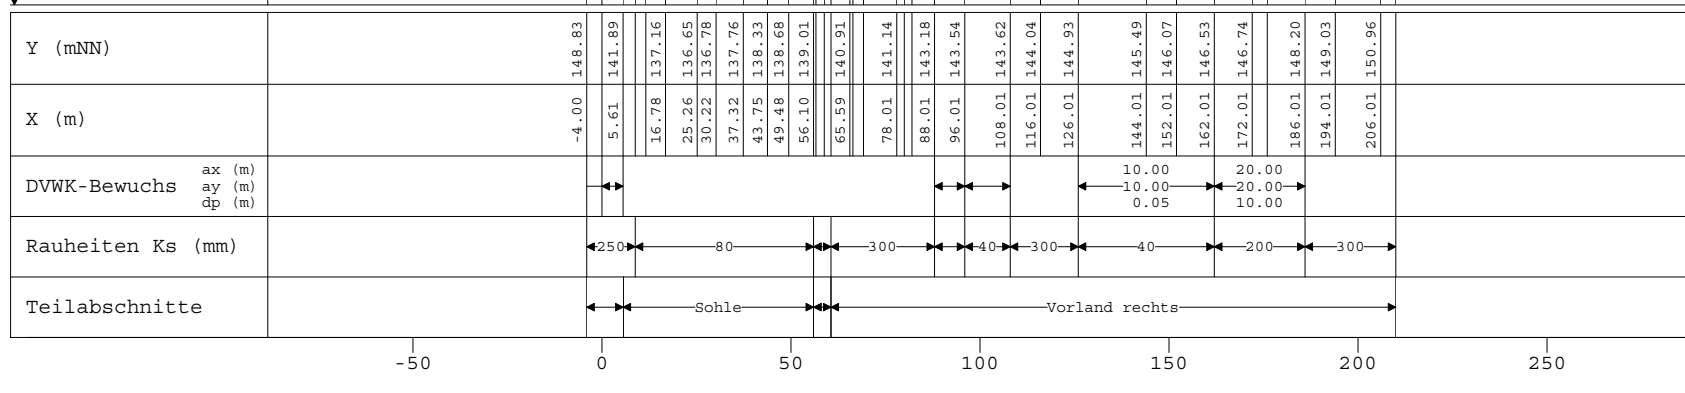 Y (mNN) 148.83 141.89 137.16 136.65 136.78 137.76 138.33 138.68 139.01 140.91 141.14 143.18 143.54 143.62 144.04 144.93 145.49 146.07 146.53 146.74 148.20 149.03 150.96
X (m) -4.00 5.61 16.78 25.26 30.22 37.32 43.75 49.48 56.10 65.59 78.01 88.01 96.01 108.01 116.01 126.01 144.01 152.01 162.01 172.01 186.01 194.01 206.01
ax (m) 10.00 20.00
DVWK-Bewuchs ay (m) 10.00 20.00
dp (m) 0.05 10.00
Rauheiten Ks (mm) 250 80 300 40 300 40 200 300
Teilabschnitte Sohle Vorland rechts
-50 0 50 100 150 200 250